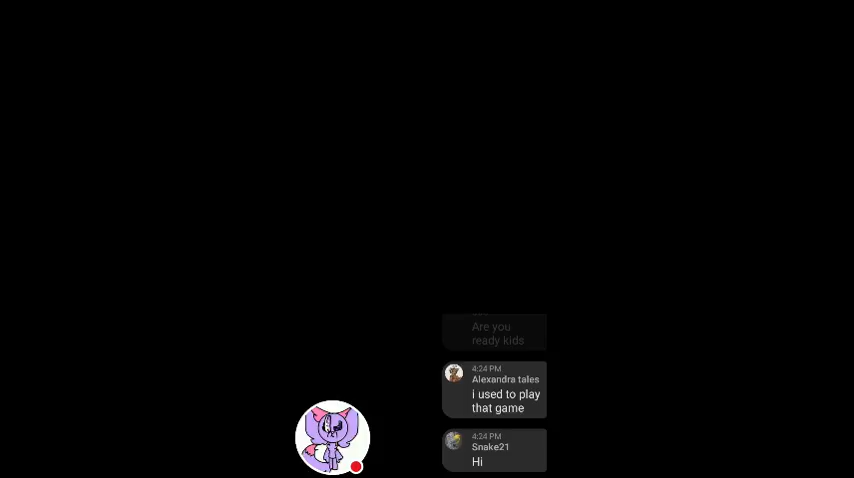 Are you
ready kids
4:24 PM
Alexandra tales
i used to play
that game
4:24 PM
Snake21
Hi